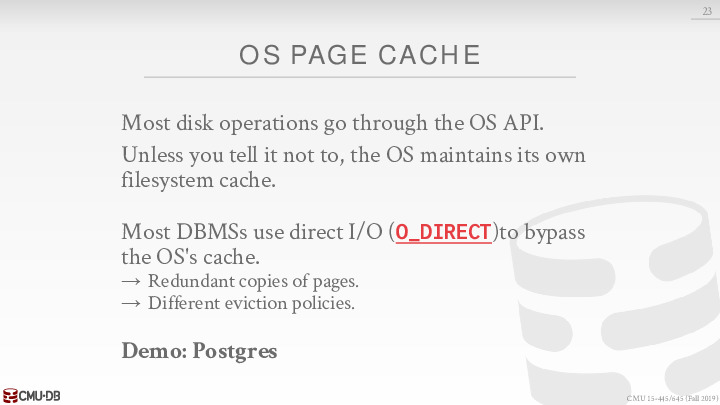 23
OS PAGE CACHE
Most disk operations go through the OS API.
Unless you tell it not to, the OS maintains its own
filesystem cache.
Most DBMSs use direct I/O (O_DIRECT)to bypass
the OS's cache.
→ Redundant copies of pages.
→ Different eviction policies.
Demo: Postgres
CMU·DB
CMU 15-445/645 (Fall 2019)